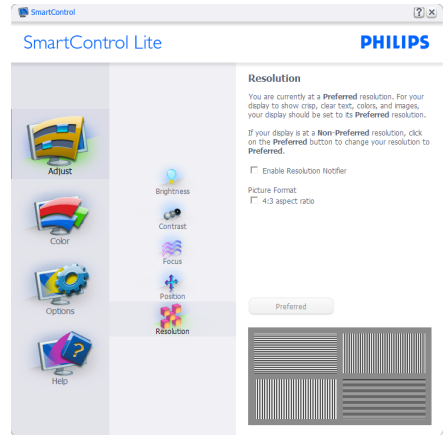 SmartControl
SmartControl Lite
PHILIPS
Adjust
Color
Options
Help
Brightness
Contrast
Focus
Position
Resolution
Resolution
You are currently at a Preferred resolution. For your
display to show crisp, clear text, colors, and images,
your display should be set to its Preferred resolution.
If your display is at a Non-Preferred resolution, click
on the Preferred button to change your resolution to
Preferred.
Enable Resolution Notifier
Picture Format
4:3 aspect ratio
Preferred